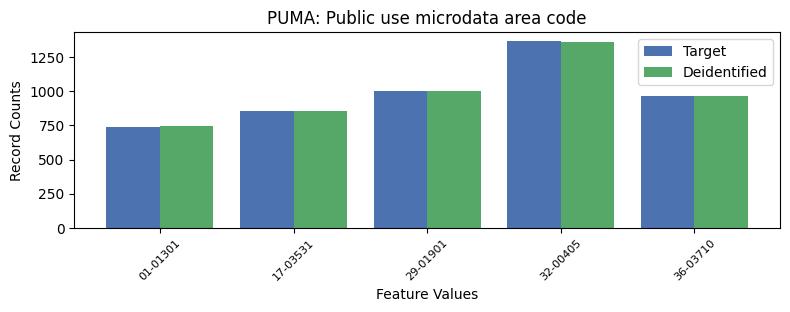 PUMA: Public use microdata area code
Target
Deidentified
Record Counts
1250
1000
750
500
250
0
01-01301
17-03531
29-01901
32-00405
36-03710
Feature Values